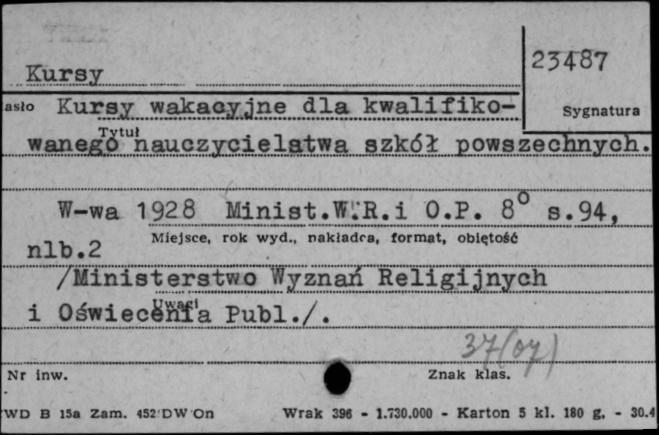 23487
Kursy
asło Kursy wakacyjne dla kwalifiko-
Sygnatura
Tytuł
wanego nauczycielstwa szkół powszechnych.
W-wa 1928 Minist.W.R.i O.P. 8° s.94,
Miejsce, rok wyd., nakładca, format, objętość
nlb.2
/Ministerstwo Wyznań Religijnych
Uwagi
i Oświecenia Publ./.
37(07)
Nr inw.
Znak klas.
WD B 15a Zam. 452 DW On Wrak 396 - 1.730.000 - Karton 5 kl. 180 g. - 30.4